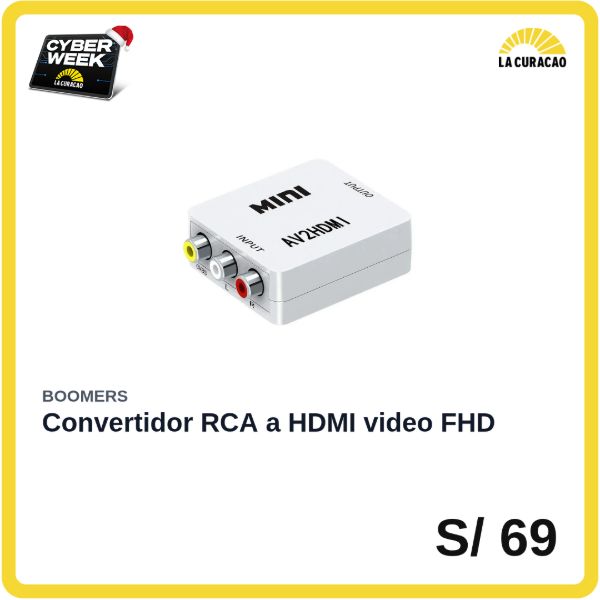 CYBER
WEEK
LA CURACAO
LA CURACAO
MINI
AV2HDMI
OUTPUT
INPUT
L
R
BOOMERS
Convertidor RCA a HDMI video FHD
S/ 69